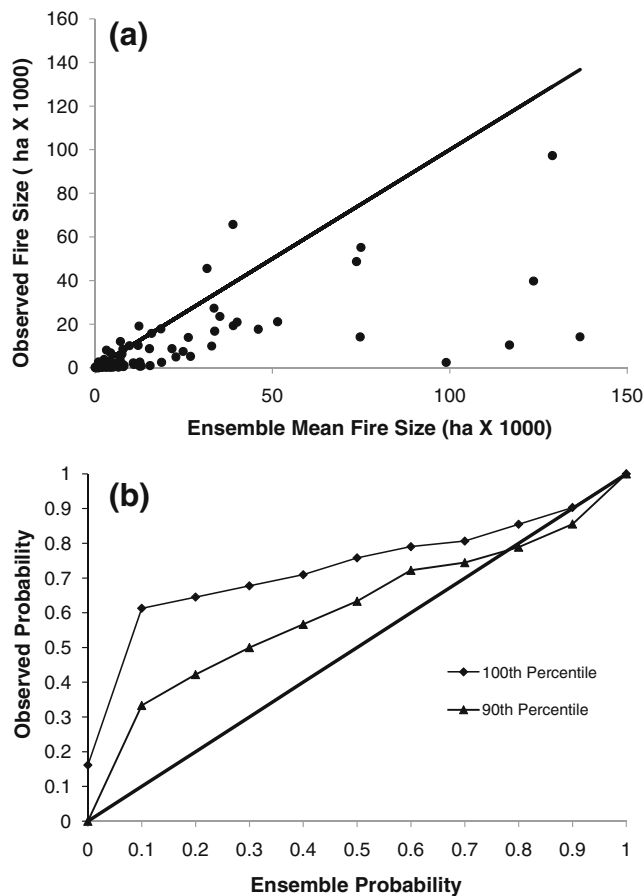 (a)
Observed Fire Size ( ha X 1000)
160
140
120
100
80
60
40
20
0
0 50 100 150
Ensemble Mean Fire Size (ha X 1000)
(b)
Observed Probability
1
0.9
0.8
0.7
0.6
0.5
0.4
0.3
0.2
0.1
0
100th Percentile
90th Percentile
0 0.1 0.2 0.3 0.4 0.5 0.6 0.7 0.8 0.9 1
Ensemble Probability